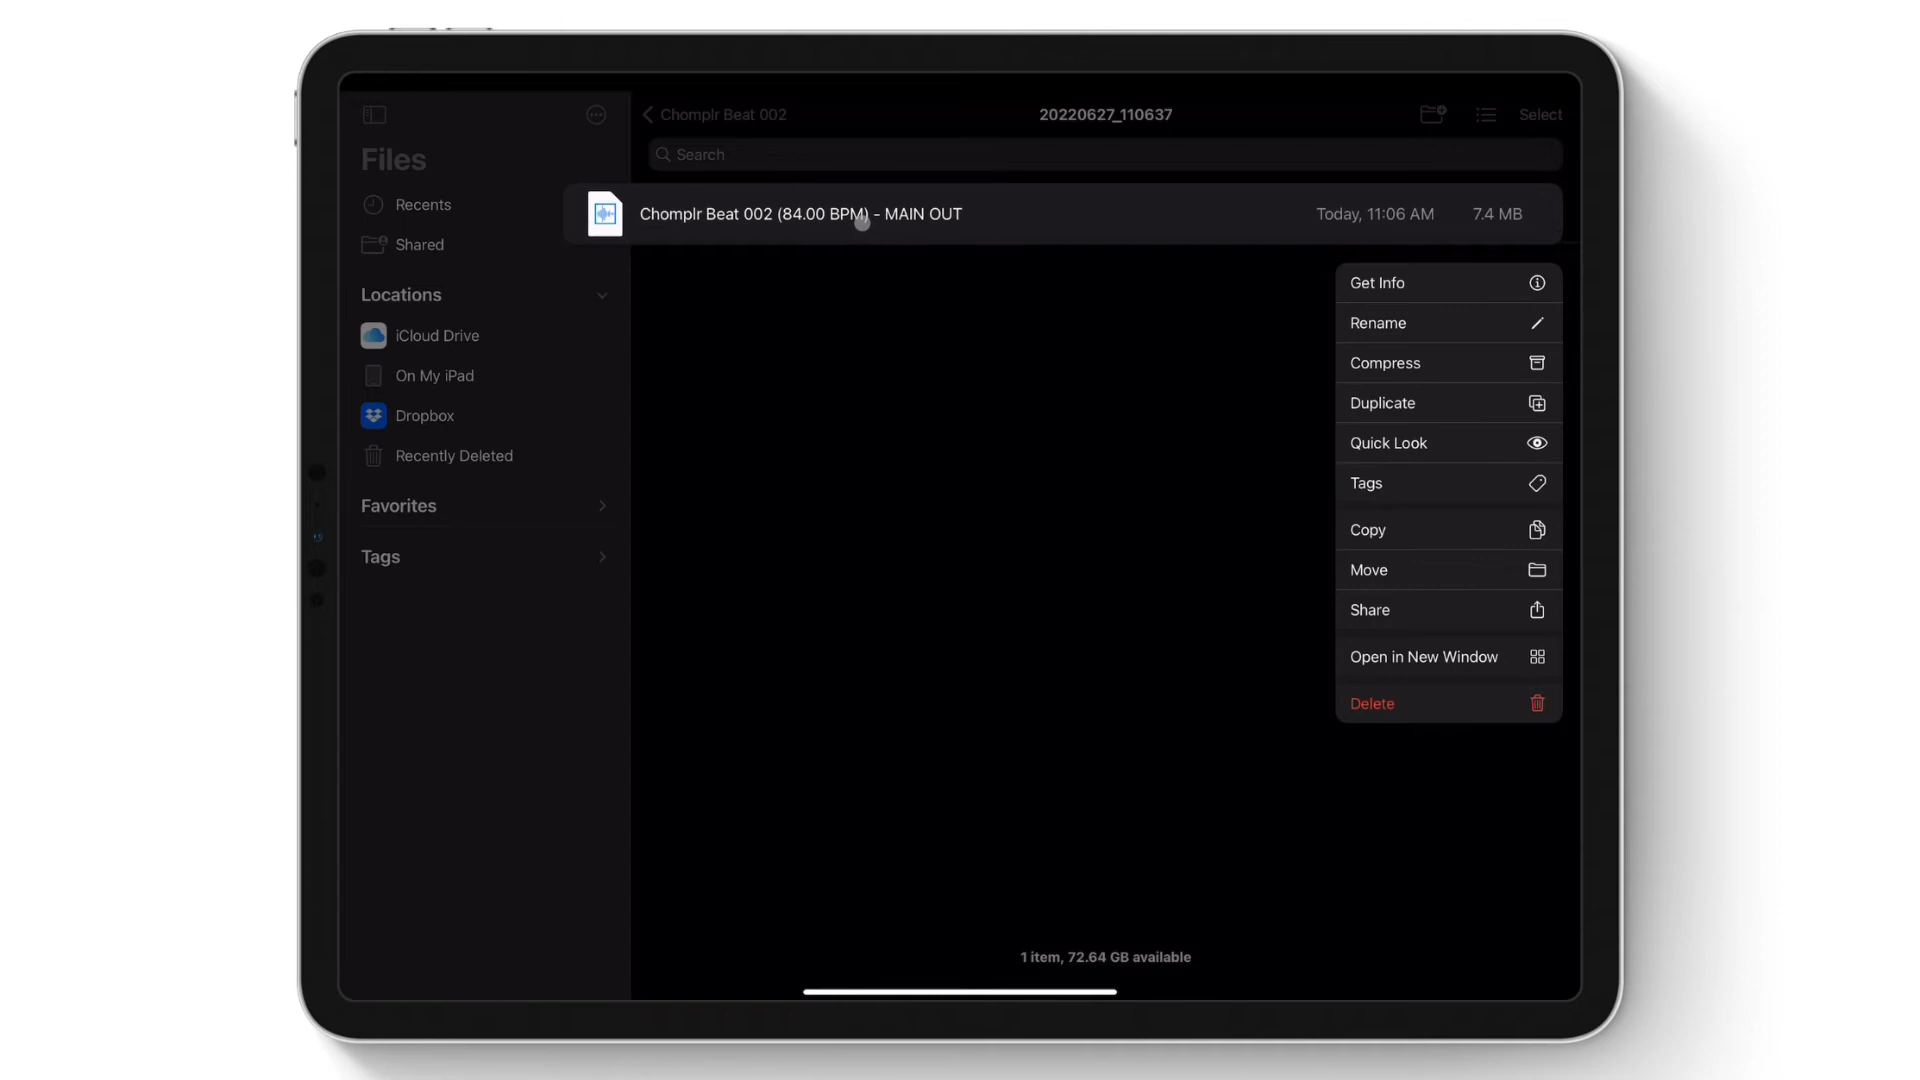 Chomplr Beat 002
20220627_110637
Select
Files
Search
Recents
Chomplr Beat 002 (84.00 BPM) - MAIN OUT
Today, 11:06 AM
7.4 MB
Shared
Locations
iCloud Drive
On My iPad
Dropbox
Recently Deleted
Favorites
Tags
Get Info
Rename
Compress
Duplicate
Quick Look
Tags
Copy
Move
Share
Open in New Window
Delete
1 item, 72.64 GB available